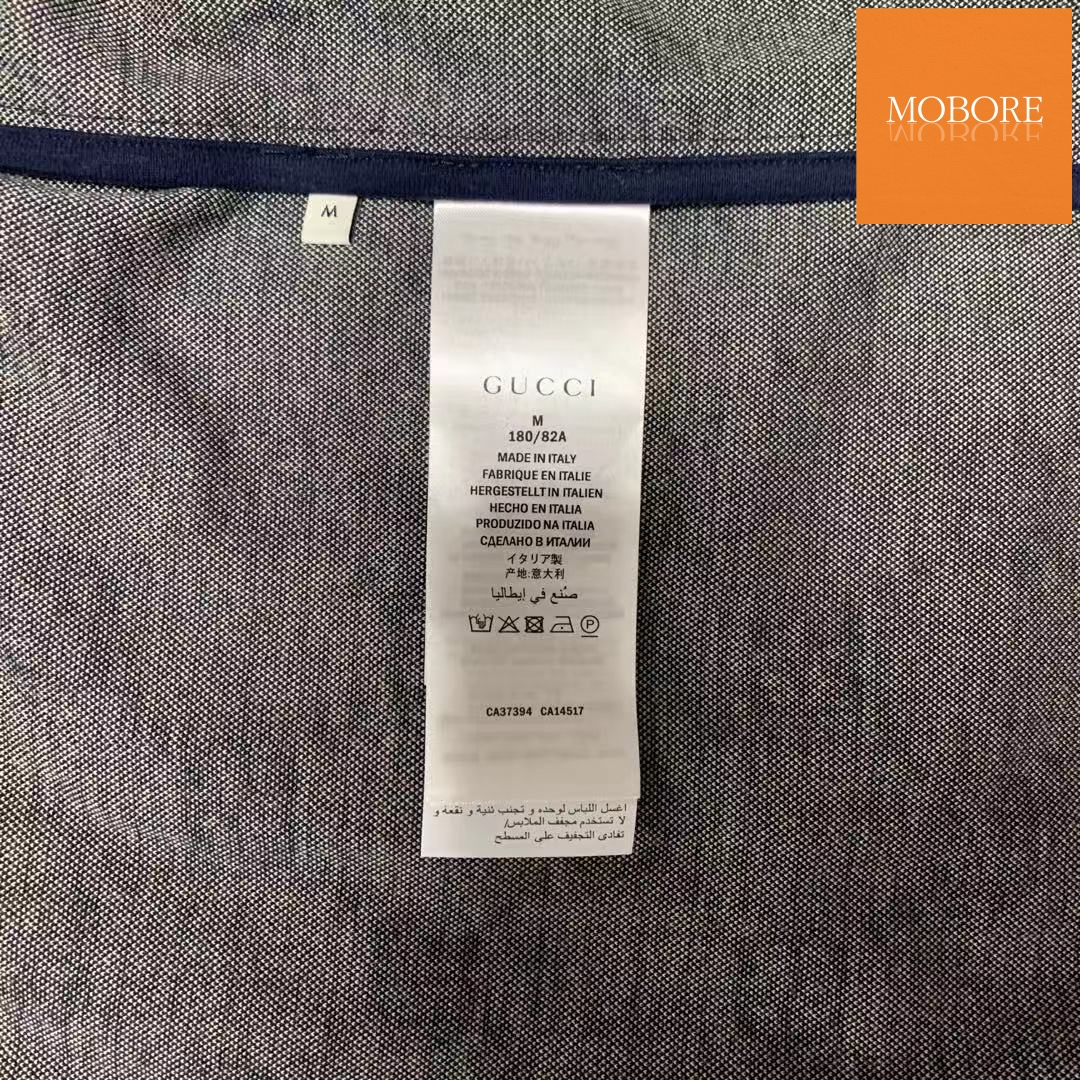 MOBORE
M
GUCCI
M
180/82A
MADE IN ITALY
FABRIQUE EN ITALIE
HERGESTELLT IN ITALIEN
HECHO EN ITALIA
PRODUZIDO NA ITALIA
СДЕЛАНО В ИТАЛИИ
イタリア製
产地:意大利
صُنع في إيطاليا
P
CA37394 CA14517
اغسل اللباس لوحده و تجنب ثنية و نقعة و
لا تستخدم مجفف الملابس/
تفادى التجفيف على المسطح